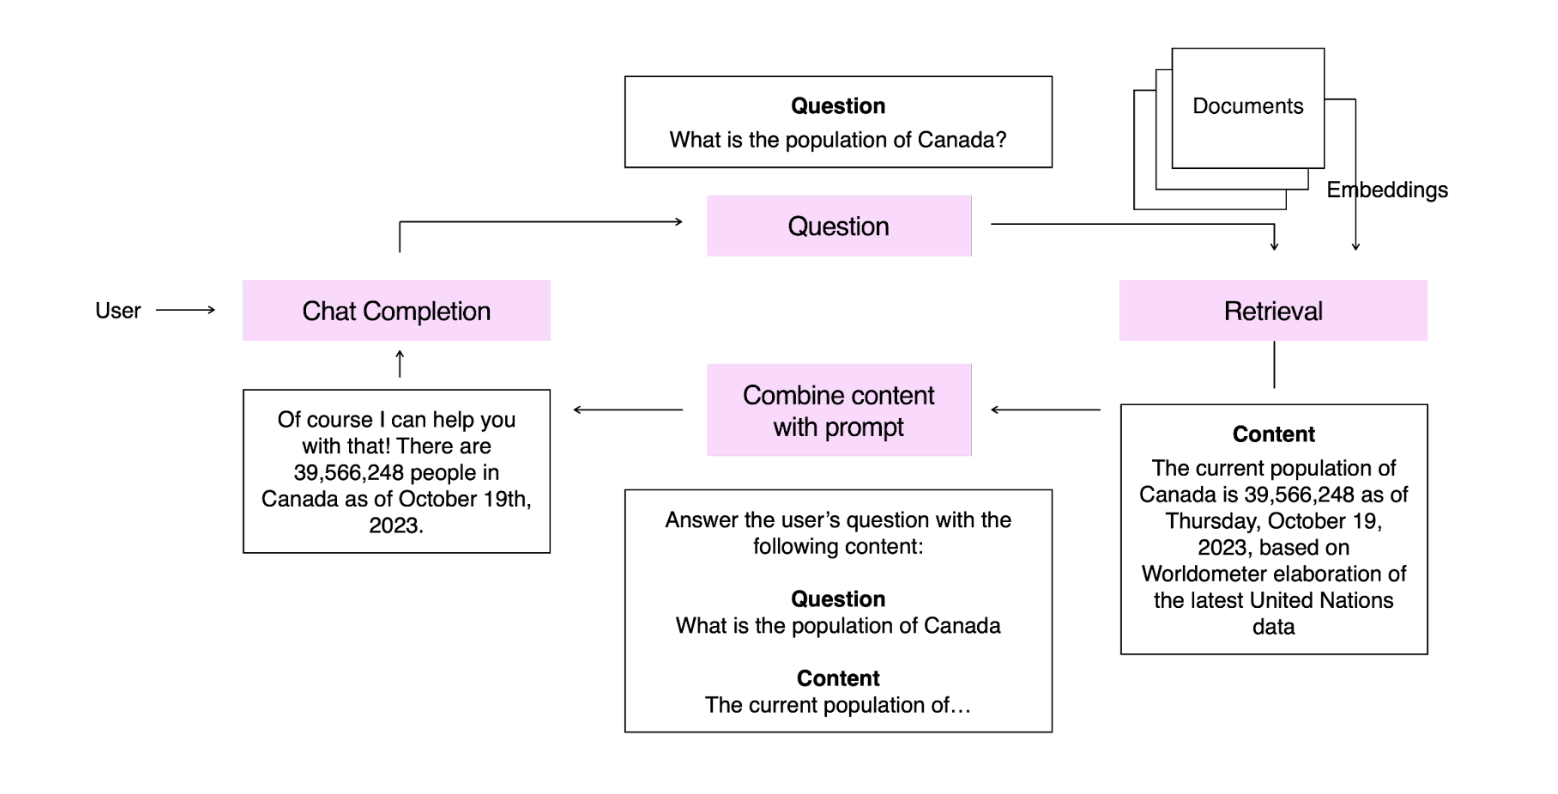 Question
What is the population of Canada?
Documents
Embeddings
Question
User
Chat Completion
Retrieval
Combine content
with prompt
Of course I can help you
with that! There are
39,566,248 people in
Canada as of October 19th,
2023.
Answer the user’s question with the
following content:
Question
What is the population of Canada
Content
The current population of…
Content
The current population of
Canada is 39,566,248 as of
Thursday, October 19,
2023, based on
Worldometer elaboration of
the latest United Nations
data